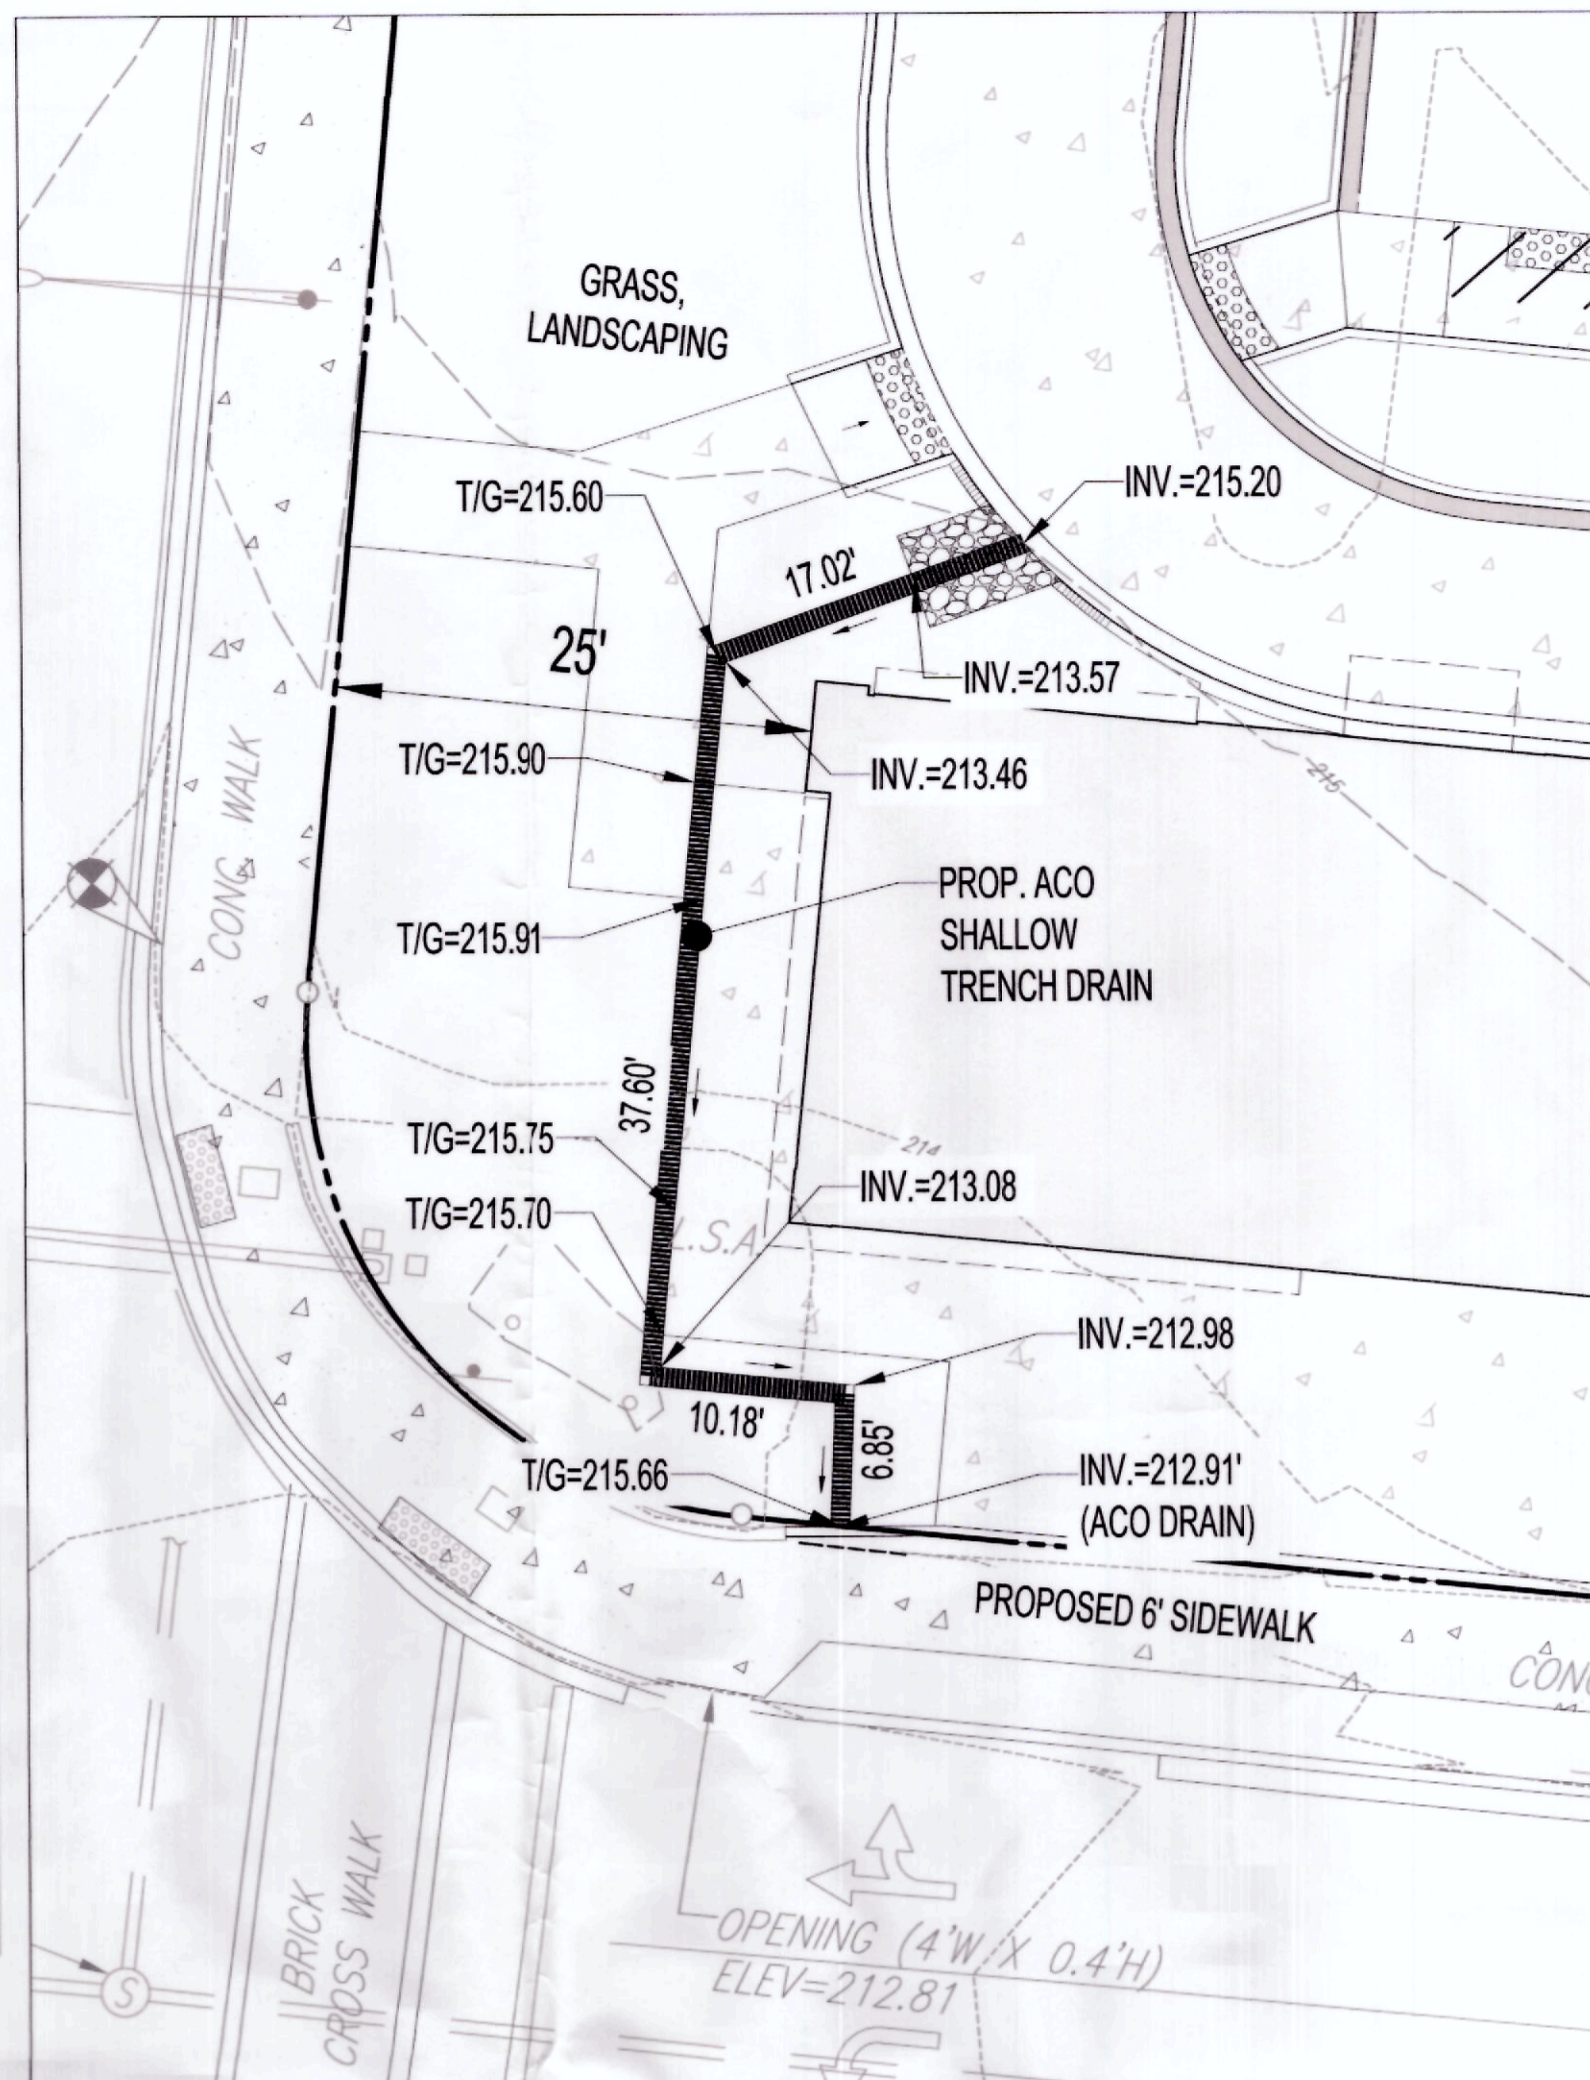 GRASS,
LANDSCAPING
T/G=215.60
INV.=215.20
17.02'
25'
INV.=213.57
T/G=215.90
INV.=213.46
215
CONC. WALK
PROP. ACO
SHALLOW
TRENCH DRAIN
T/G=215.91
37.60'
T/G=215.75
214
INV.=213.08
T/G=215.70
L.S.A.
INV.=212.98
10.18'
6.85'
T/G=215.66
INV.=212.91'
(ACO DRAIN)
PROPOSED 6' SIDEWALK
CONC
BRICK
CROSS WALK
OPENING (4'W X 0.4'H)
ELEV=212.81
S